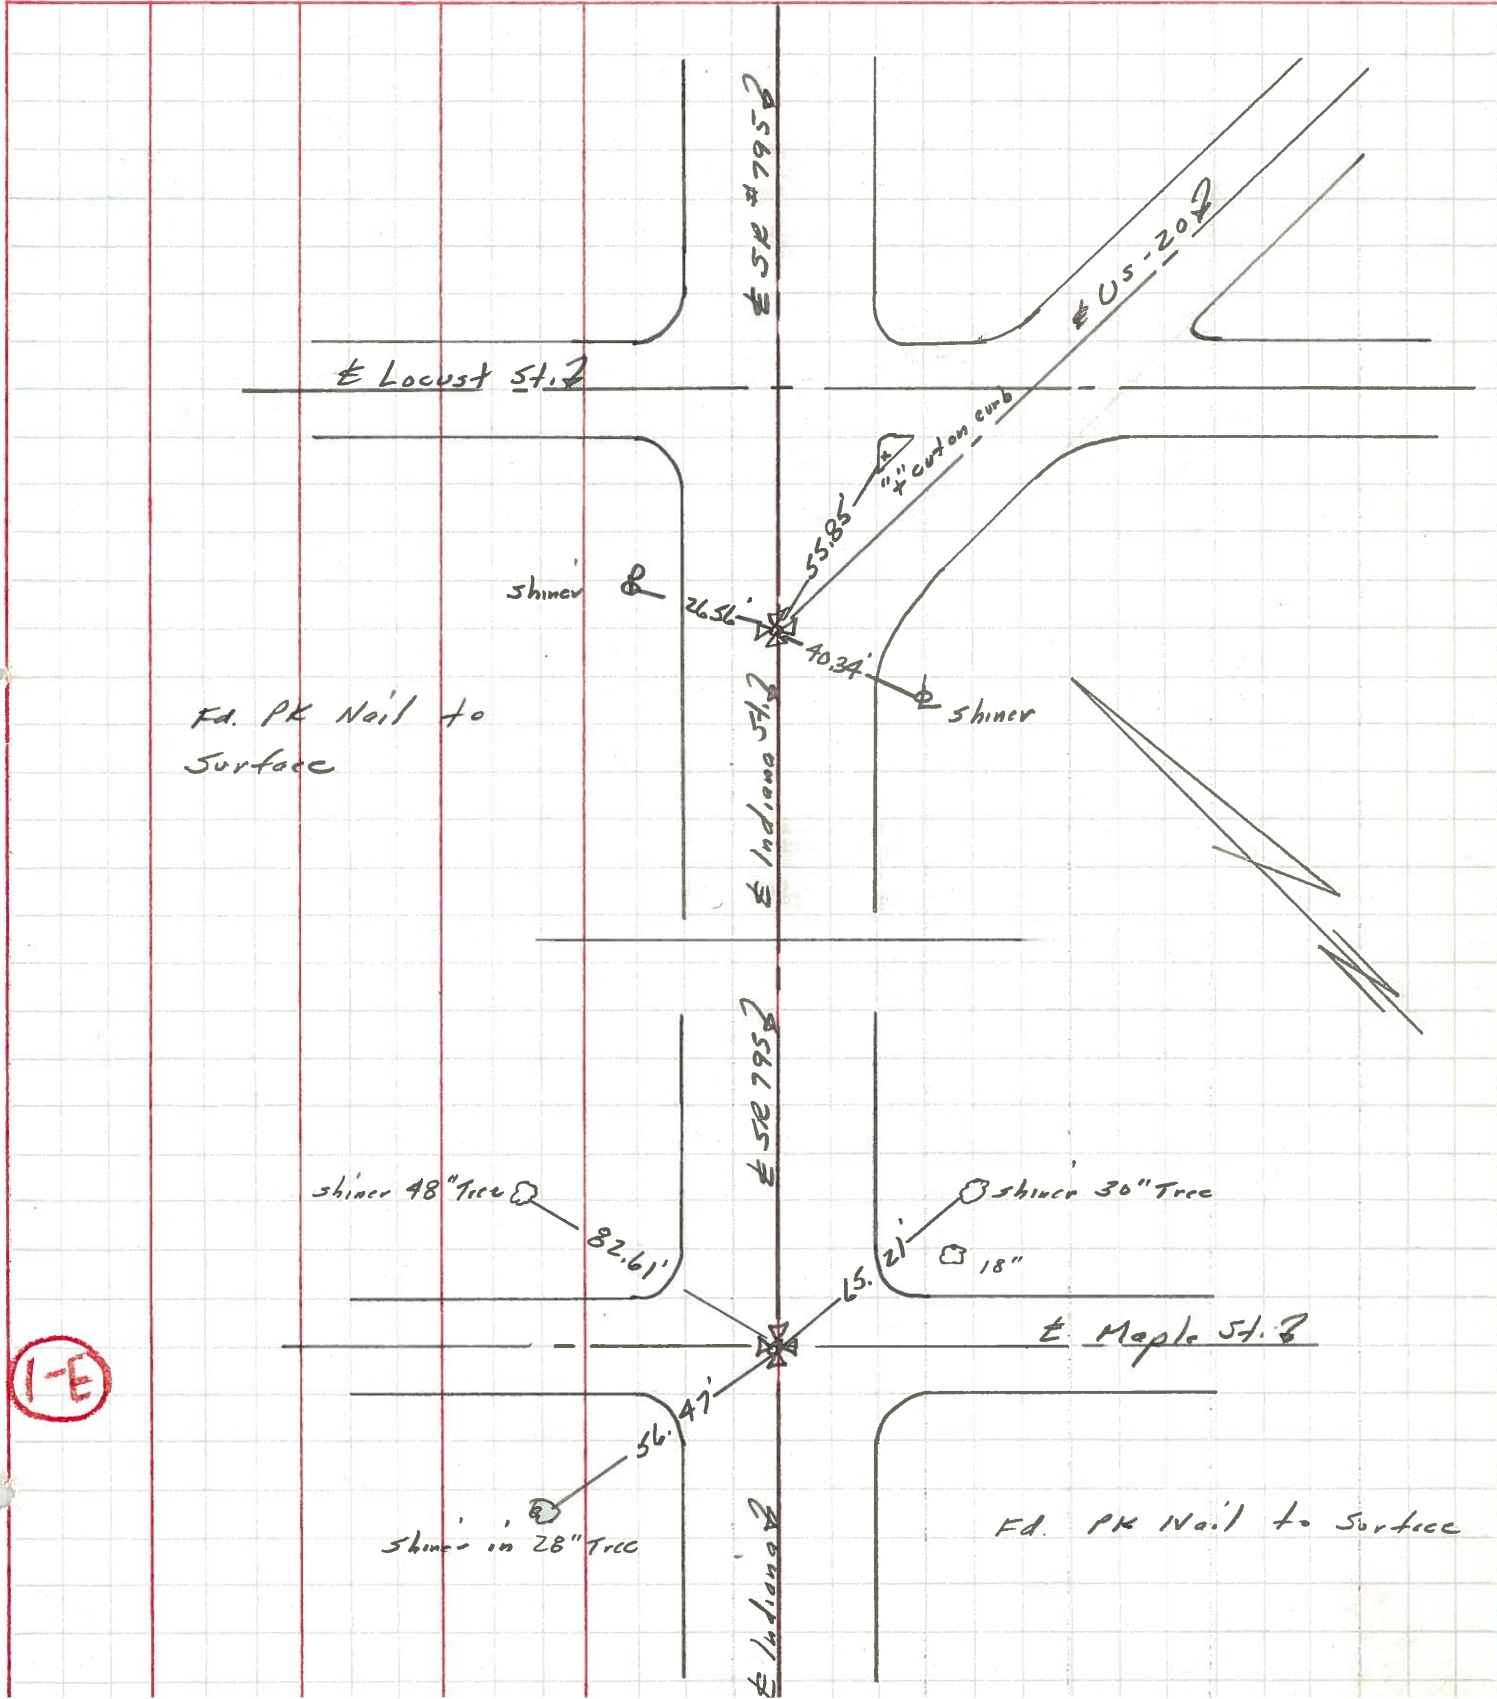 ℄ SR #795
℄ US-20
℄ Locust St.
"x" cut on curb
55.85'
shiner
26.56'
40.34'
shiner
Fd. PK Nail to
Surface
℄ Indiana St.
℄ SR 795
shiner 48" Tree
shiner 30" Tree
82.61'
65.21'
18"
℄ Maple St.
1-E
56.47'
shiner in 28" Tree
Fd. PK Nail to Surface
℄ Indiana